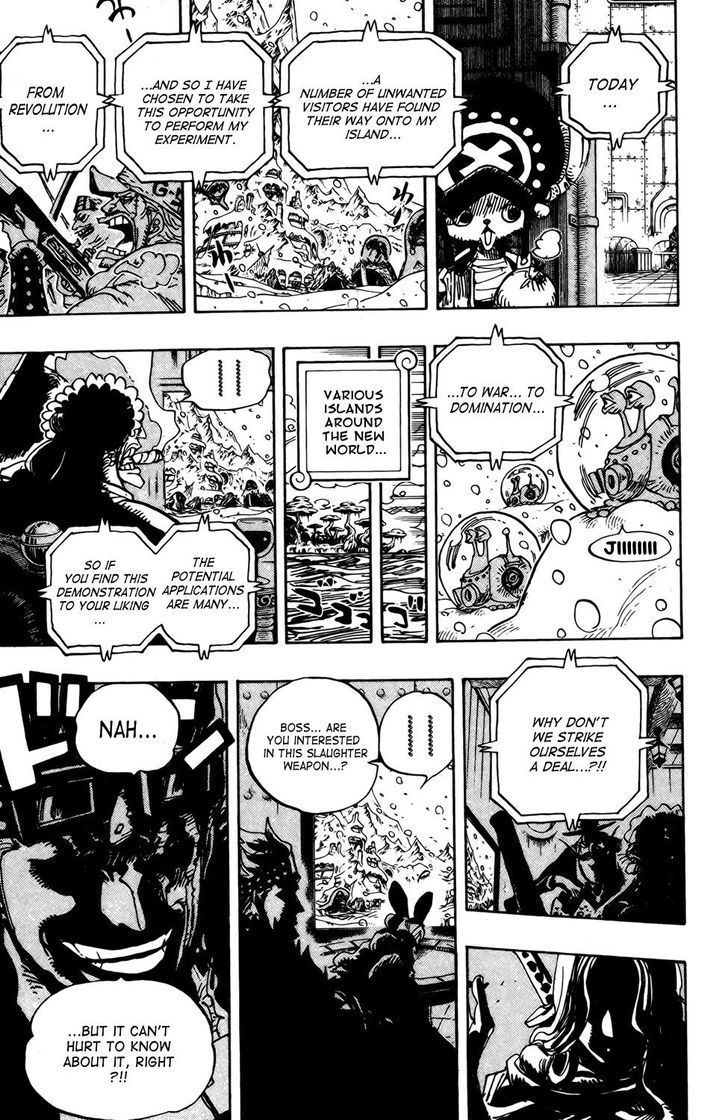 TODAY
...
...A
NUMBER OF UNWANTED
VISITORS HAVE FOUND
THEIR WAY ONTO MY
ISLAND...
...AND SO I HAVE
CHOSEN TO TAKE
THIS OPPORTUNITY
TO PERFORM MY
EXPERIMENT.
FROM
REVOLUTION
...
G-5
...TO WAR... TO
DOMINATION...
JIIIIIIII
VARIOUS
ISLANDS
AROUND
THE NEW
WORLD...
THE
POTENTIAL
APPLICATIONS
ARE MANY...
SO IF
YOU FIND THIS
DEMONSTRATION
TO YOUR LIKING
...
WHY DON'T
WE STRIKE
OURSELVES
A DEAL...?!!
BOSS... ARE
YOU INTERESTED
IN THIS SLAUGHTER
WEAPON...?
ドン
NAH...
...BUT IT CAN'T
HURT TO KNOW
ABOUT IT, RIGHT
?!!